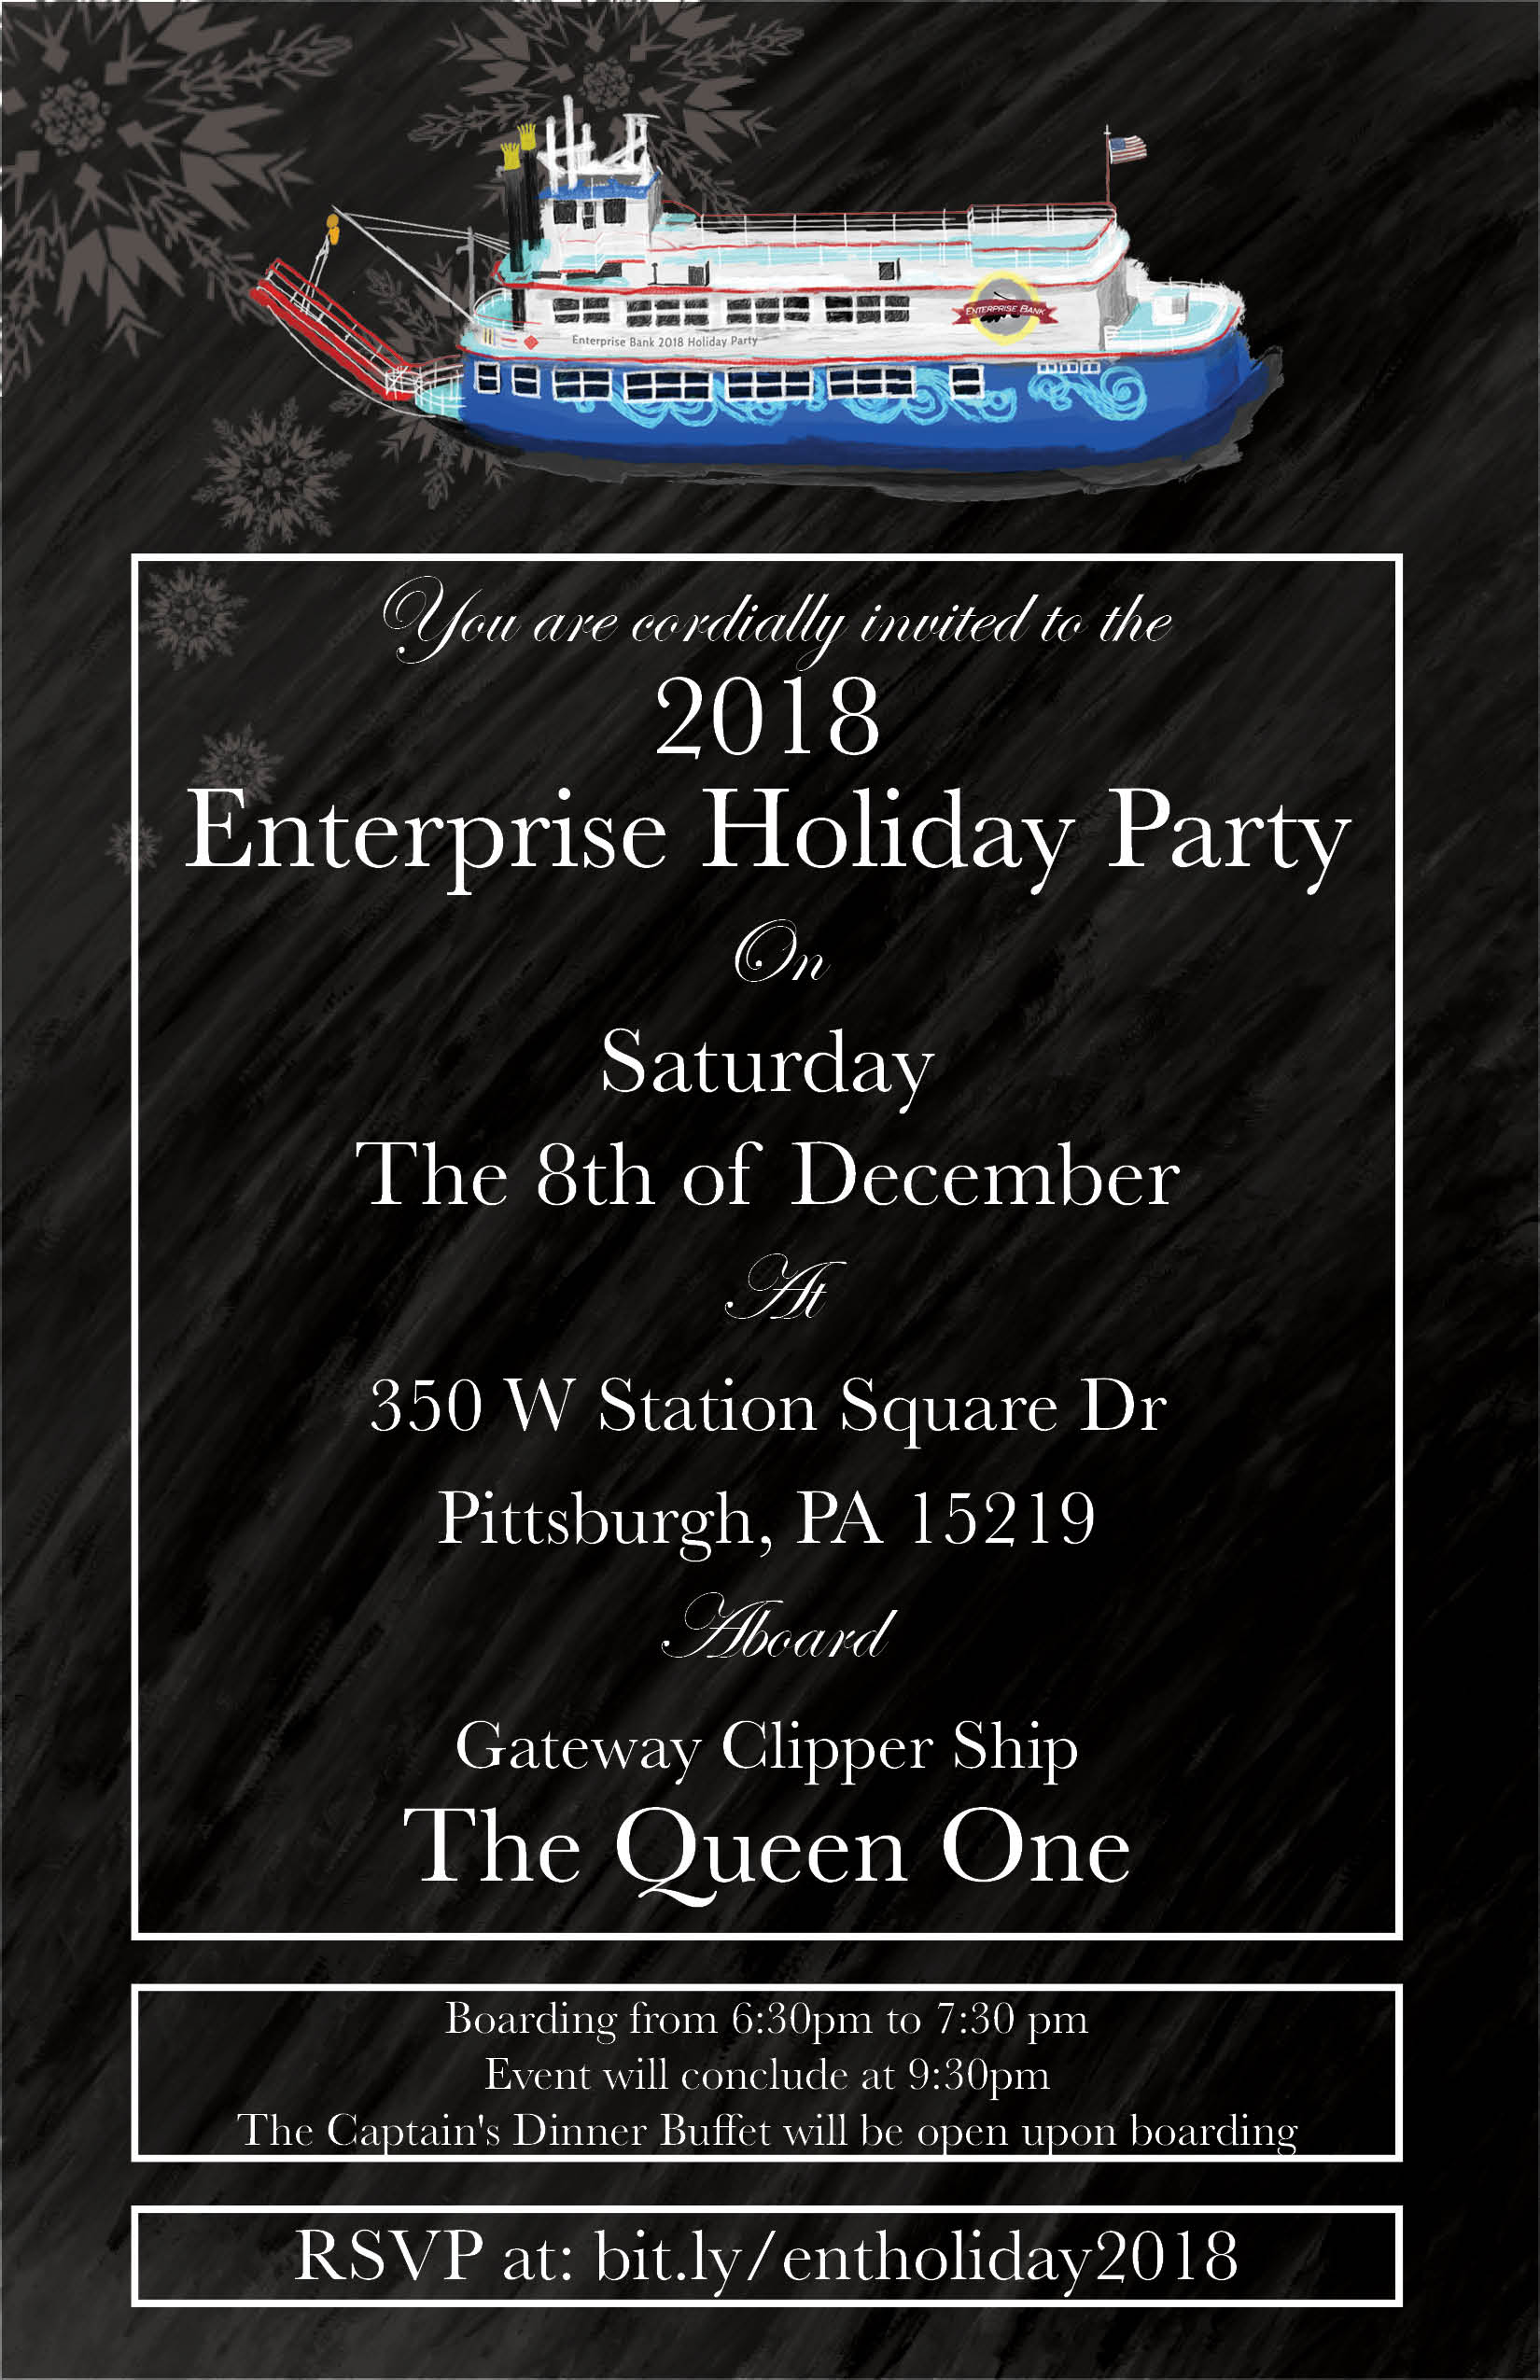 ENTERPRISE BANK
Enterprise Bank 2018 Holiday Party
You are cordially invited to the
2018
Enterprise Holiday Party
On
Saturday
The 8th of December
At
350 W Station Square Dr
Pittsburgh, PA 15219
Aboard
Gateway Clipper Ship
The Queen One
Boarding from 6:30pm to 7:30 pm
Event will conclude at 9:30pm
The Captain's Dinner Buffet will be open upon boarding
RSVP at: bit.ly/entholiday2018